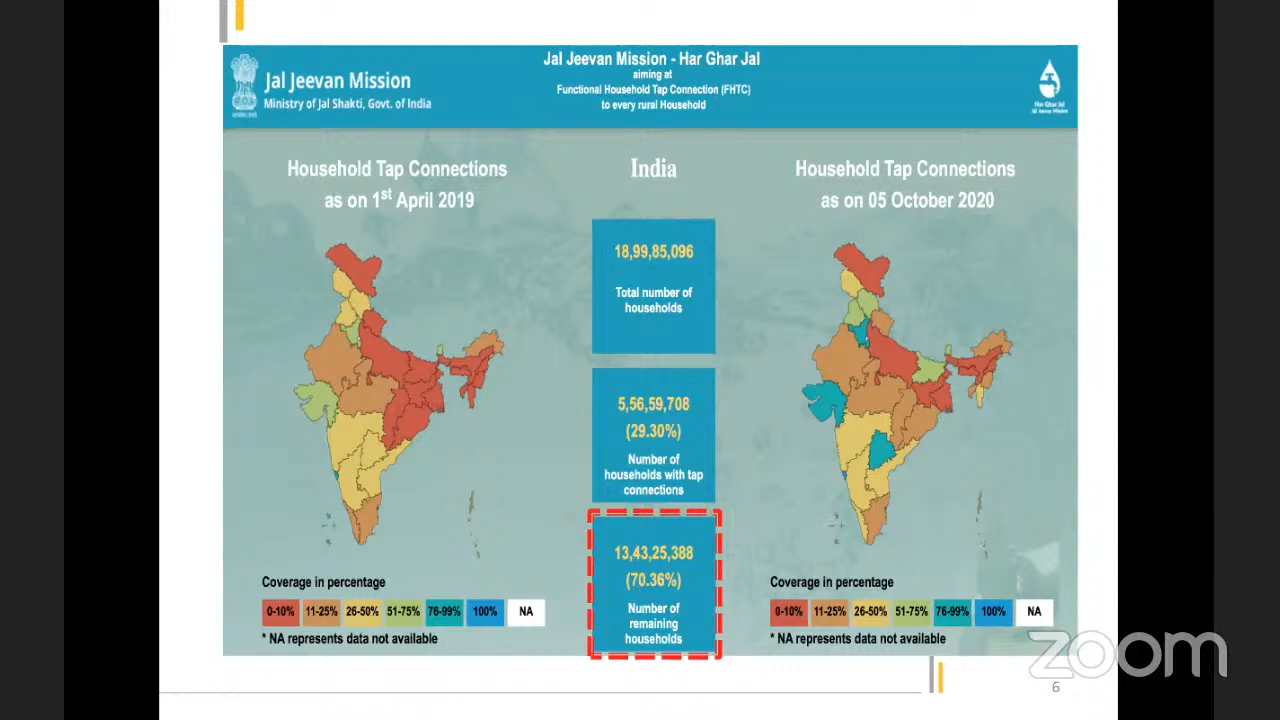 Jal Jeevan Mission
Ministry of Jal Shakti, Govt. of India
Jal Jeevan Mission - Har Ghar Jal
aiming at
Functional Household Tap Connection (FHTC)
to every rural Household
Har Ghar Jal
Jal Jeevan Mission
Household Tap Connections
as on 1st April 2019
India
Household Tap Connections
as on 05 October 2020
18,99,85,096
Total number of
households
5,56,59,708
(29.30%)
Number of
households with tap
connections
13,43,25,388
(70.36%)
Number of
remaining
households
Coverage in percentage
0-10% 11-25% 26-50% 51-75% 76-99% 100% NA
* NA represents data not available
Coverage in percentage
0-10% 11-25% 26-50% 51-75% 76-99% 100% NA
* NA represents data not available
zoom
6